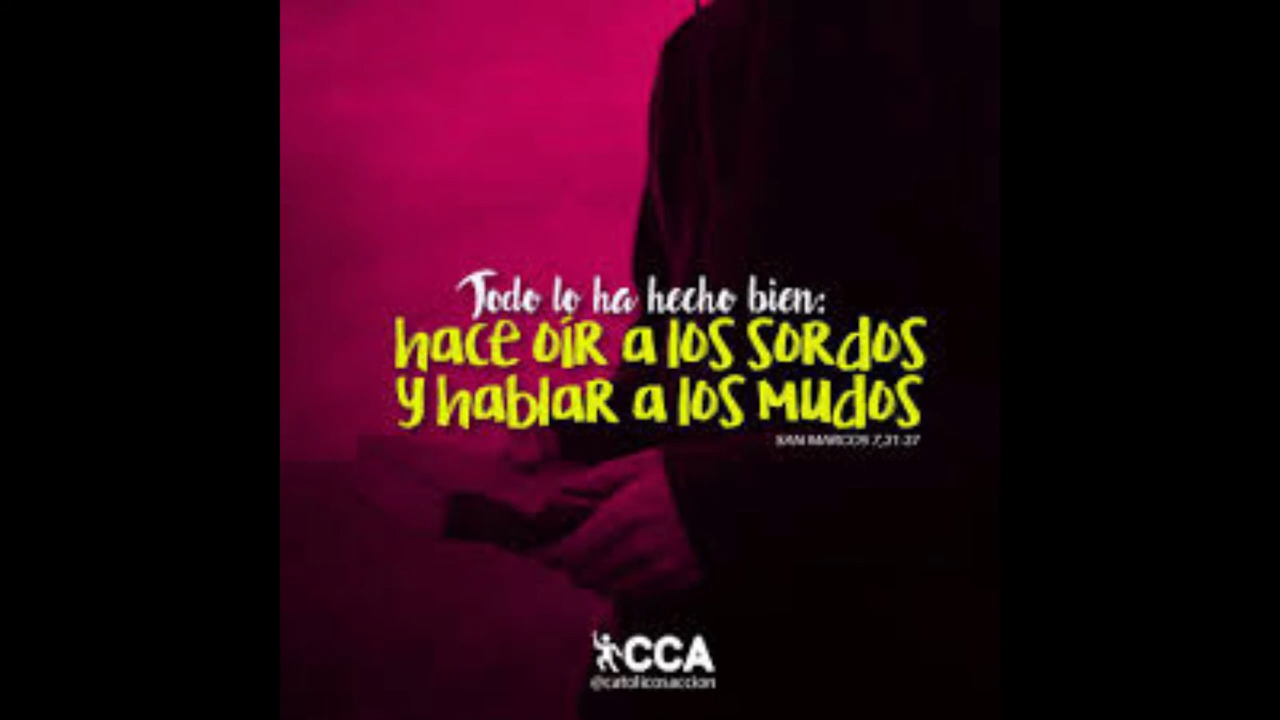 Todo lo ha hecho bien:
hace oír a los sordos
y hablar a los mudos
SAN MARCOS 7,31-37
CCA
@catolicosaccion